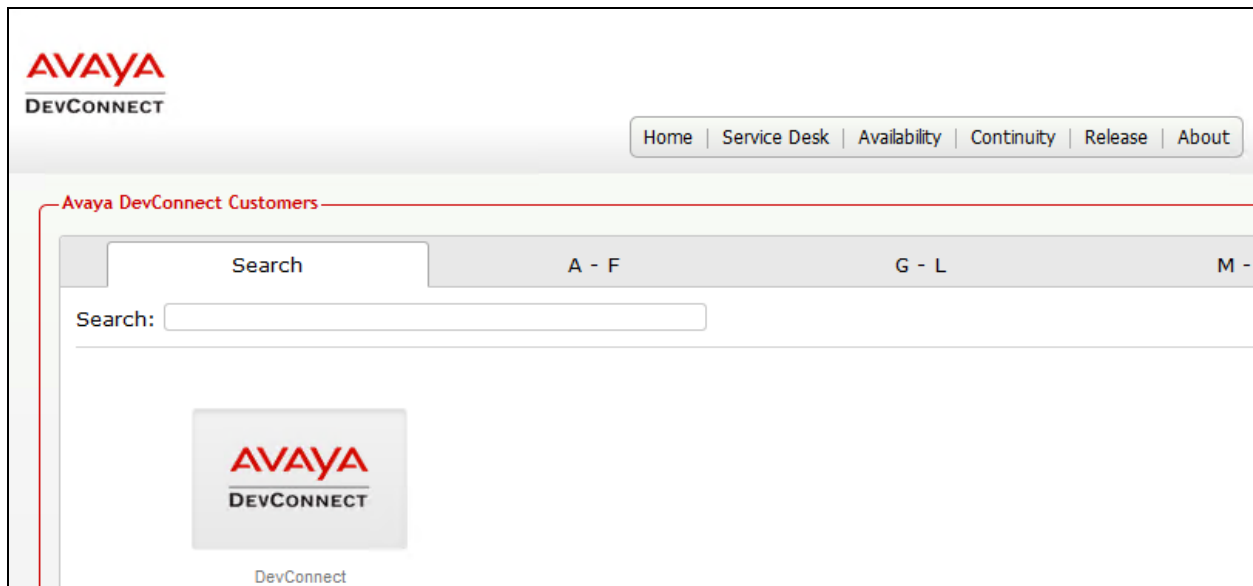 AVAYA
DEVCONNECT
Home | Service Desk | Availability | Continuity | Release | About
Avaya DevConnect Customers
Search A - F G - L M -
Search:
AVAYA
DEVCONNECT
DevConnect